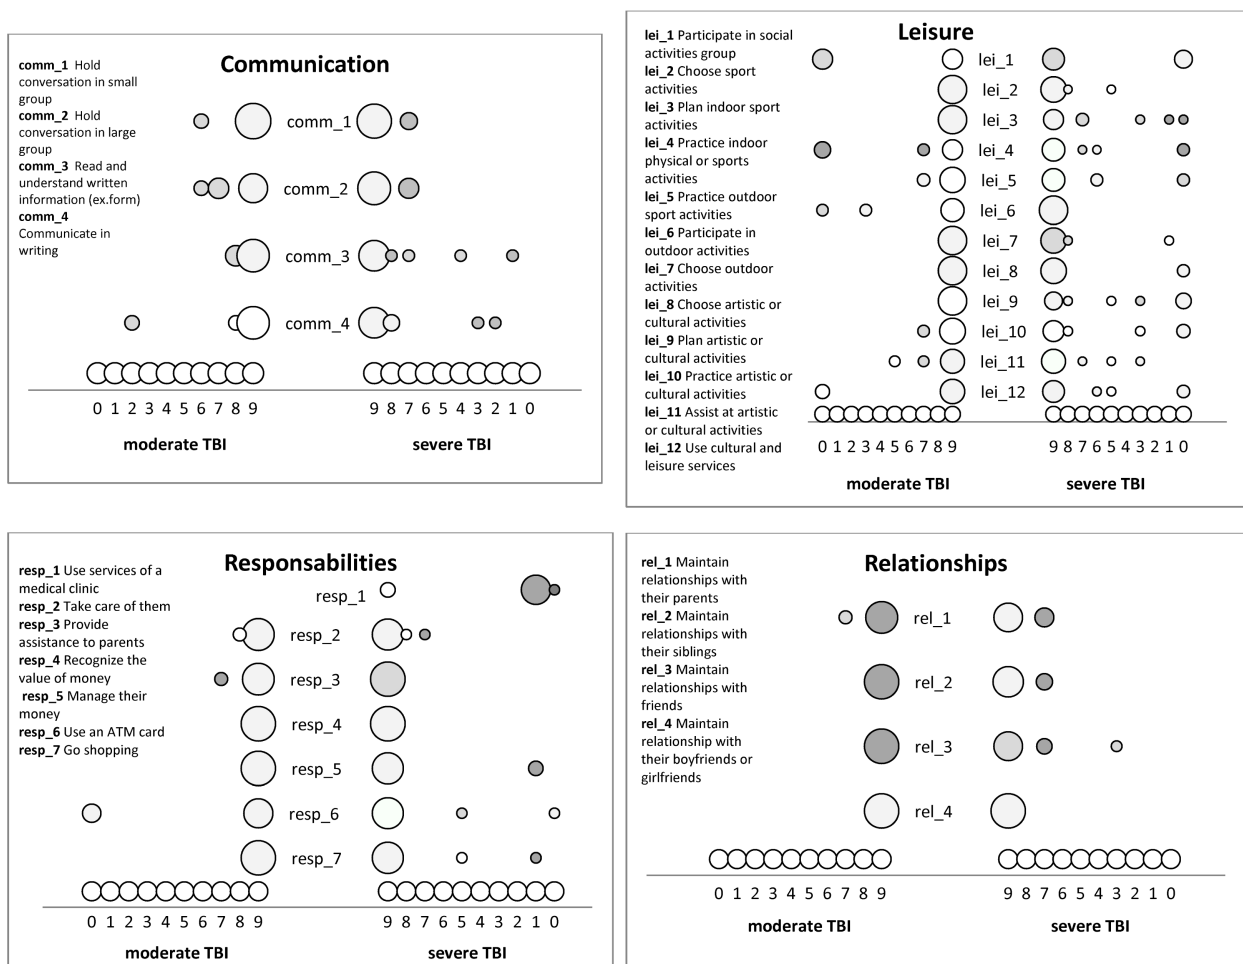 Communication
comm_1 Hold
conversation in small
group
comm_2 Hold
conversation in large
group
comm_3 Read and
understand written
information (ex.form)
comm_4
Communicate in
writing
comm_1
comm_2
comm_3
comm_4
0 1 2 3 4 5 6 7 8 9 9 8 7 6 5 4 3 2 1 0
moderate TBI severe TBI
Leisure
lei_1 Participate in social
activities group
lei_2 Choose sport
activities
lei_3 Plan indoor sport
activities
lei_4 Practice indoor
physical or sports
activities
lei_5 Practice outdoor
sport activities
lei_6 Participate in
outdoor activities
lei_7 Choose outdoor
activities
lei_8 Choose artistic or
cultural activities
lei_9 Plan artistic or
cultural activities
lei_10 Practice artistic or
cultural activities
lei_11 Assist at artistic
or cultural activities
lei_12 Use cultural and
leisure services
lei_1
lei_2
lei_3
lei_4
lei_5
lei_6
lei_7
lei_8
lei_9
lei_10
lei_11
lei_12
0 1 2 3 4 5 6 7 8 9 9 8 7 6 5 4 3 2 1 0
moderate TBI severe TBI
Responsabilities
resp_1 Use services of a
medical clinic
resp_2 Take care of them
resp_3 Provide
assistance to parents
resp_4 Recognize the
value of money
resp_5 Manage their
money
resp_6 Use an ATM card
resp_7 Go shopping
resp_1
resp_2
resp_3
resp_4
resp_5
resp_6
resp_7
0 1 2 3 4 5 6 7 8 9 9 8 7 6 5 4 3 2 1 0
moderate TBI severe TBI
Relationships
rel_1 Maintain
relationships with
their parents
rel_2 Maintain
relationships with
their siblings
rel_3 Maintain
relationships with
friends
rel_4 Maintain
relationship with
their boyfriends or
girlfriends
rel_1
rel_2
rel_3
rel_4
0 1 2 3 4 5 6 7 8 9 9 8 7 6 5 4 3 2 1 0
moderate TBI severe TBI